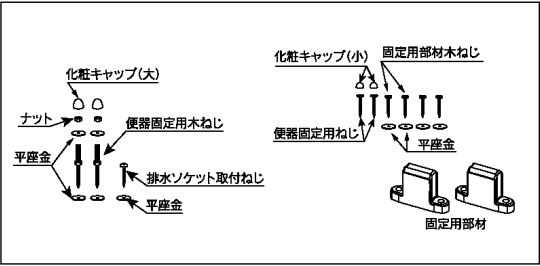 化粧キャップ(大)
ナット
平座金
便器固定用木ねじ
排水ソケット取付ねじ
平座金
化粧キャップ(小)
固定用部材木ねじ
便器固定用ねじ
平座金
固定用部材